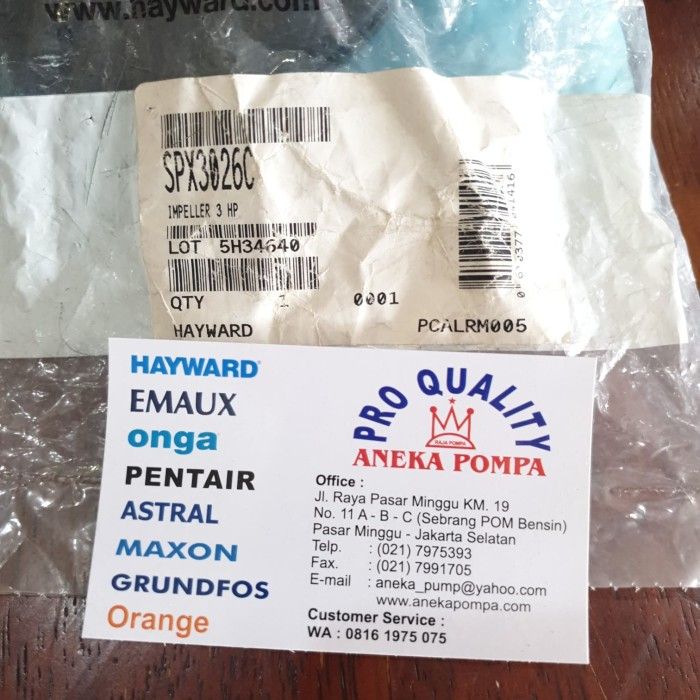 www.hayward.com
SPX3026C
IMPELLER 3 HP
LOT 5H34640
QTY 1 0001
HAYWARD PCALRM005
HAYWARD
EMAUX
onga
PENTAIR
ASTRAL
MAXON
GRUNDFOS
Orange
PRO QUALITY
RAJA POMPA
ANEKA POMPA
Office :
Jl. Raya Pasar Minggu KM. 19
No. 11 A - B - C (Sebrang POM Bensin)
Pasar Minggu - Jakarta Selatan
Telp. : (021) 7975393
Fax. : (021) 7991705
E-mail : aneka_pump@yahoo.com
www.anekapompa.com
Customer Service :
WA : 0816 1975 075